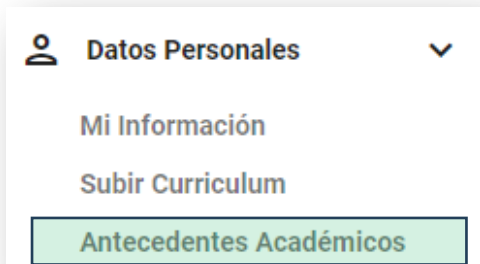 Datos Personales
Mi Información
Subir Curriculum
Antecedentes Académicos